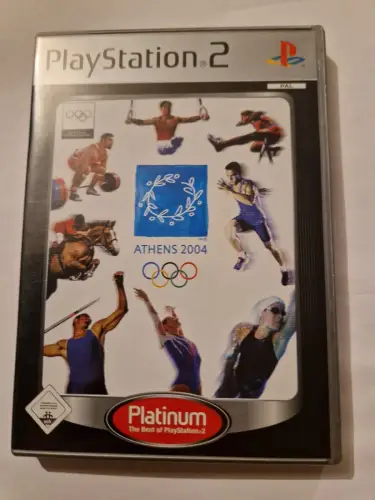 PlayStation®2
PAL
ATHENS 2004
Platinum
The Best of PlayStation®2